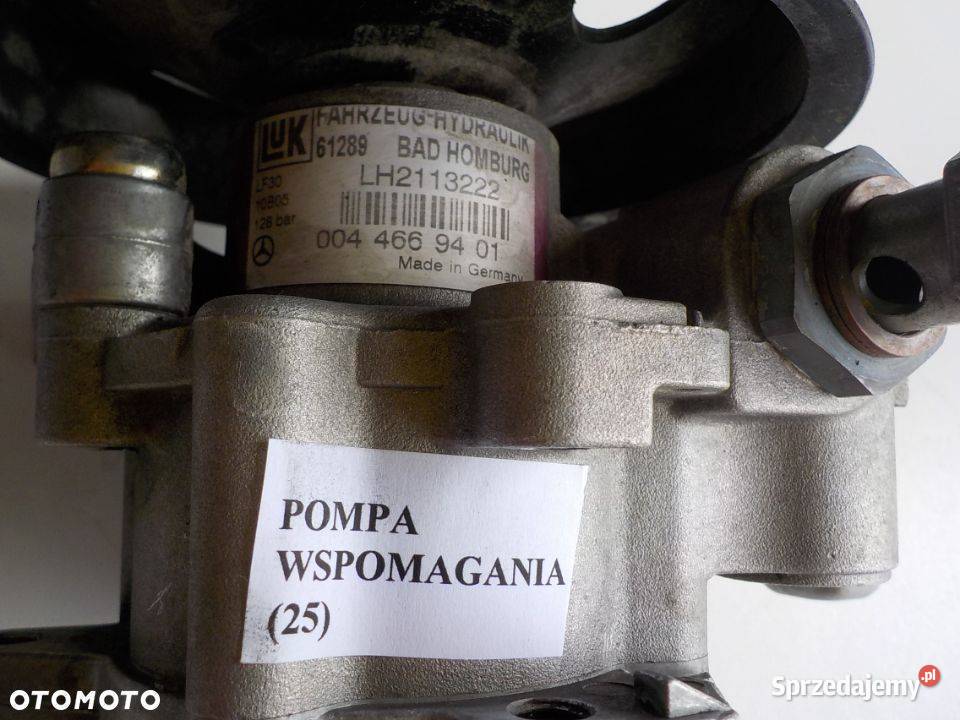 LUK FAHRZEUG-HYDRAULIK
61289 BAD HOMBURG
LF30
LH2113222
10B05
128 bar
004 466 94 01
Made in Germany
POMPA
WSPOMAGANIA
(25)
OTOMOTO
Sprzedajemy.pl